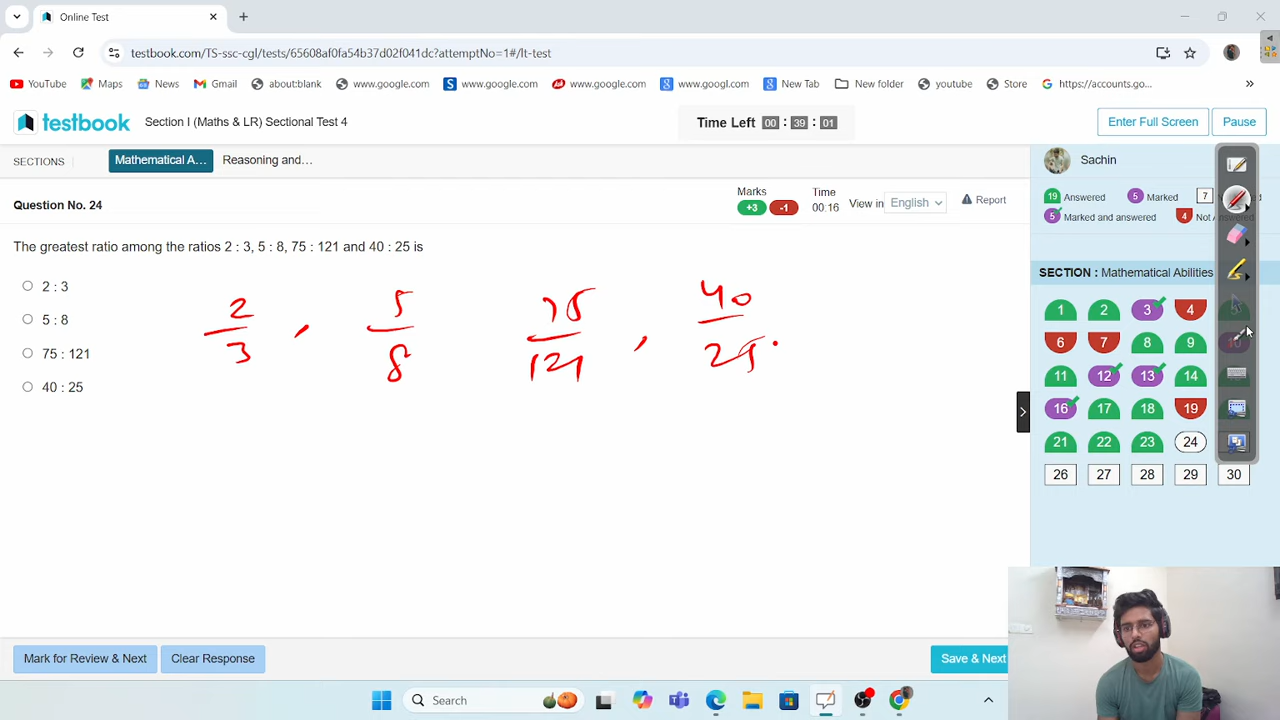 Online Test
testbook.com/TS-ssc-cgl/tests/65608af0fa54b37d02f041dc?attemptNo=1#/lt-test
YouTube Maps News Gmail about:blank www.google.com www.google.com www.google.com www.googl.com New Tab New folder youtube Store https://accounts.go...
testbook Section I (Maths & LR) Sectional Test 4 Time Left 00 : 39 : 01 Enter Full Screen Pause
SECTIONS Mathematical A... Reasoning and... Sachin
Question No. 24 Marks +3 -1 Time 00:16 View in English Report
19 Answered 5 Marked 7
5 Marked and answered 4
The greatest ratio among the ratios 2 : 3, 5 : 8, 75 : 121 and 40 : 25 is
2 : 3
5 : 8
75 : 121
40 : 25
2/3 , 5/8 75/121 , 40/25
SECTION : Mathematical Abilities
1 2 3 4 5
6 7 8 9 10
11 12 13 14
16 17 18 19
21 22 23 24
26 27 28 29 30
Mark for Review & Next Clear Response Save & Next
Search